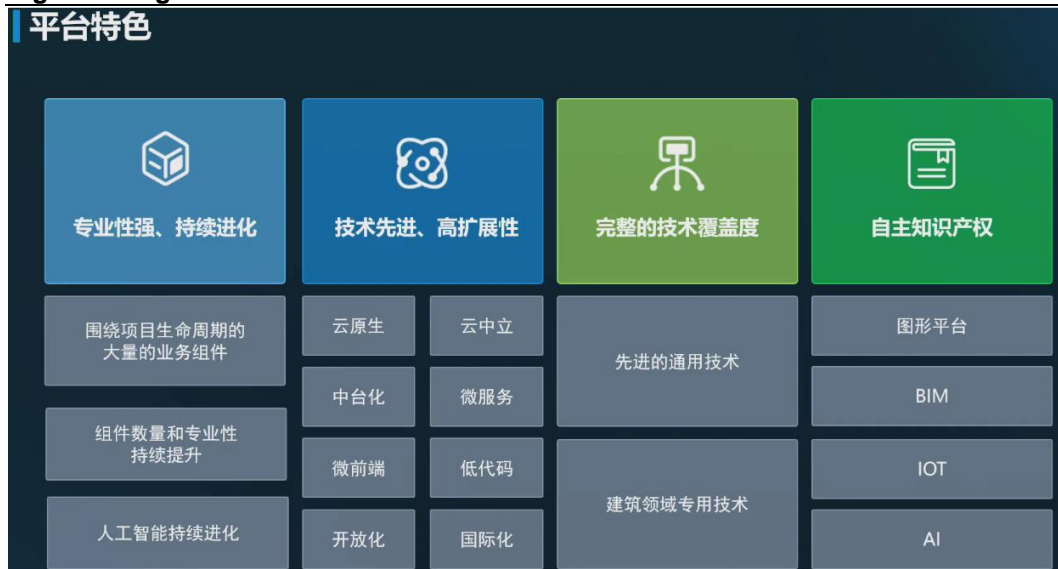 平台特色
专业性强、持续进化
技术先进、高扩展性
完整的技术覆盖度
自主知识产权
围绕项目生命周期的
大量的业务组件
组件数量和专业性
持续提升
人工智能持续进化
云原生
云中立
中台化
微服务
微前端
低代码
开放化
国际化
先进的通用技术
建筑领域专用技术
图形平台
BIM
IOT
AI